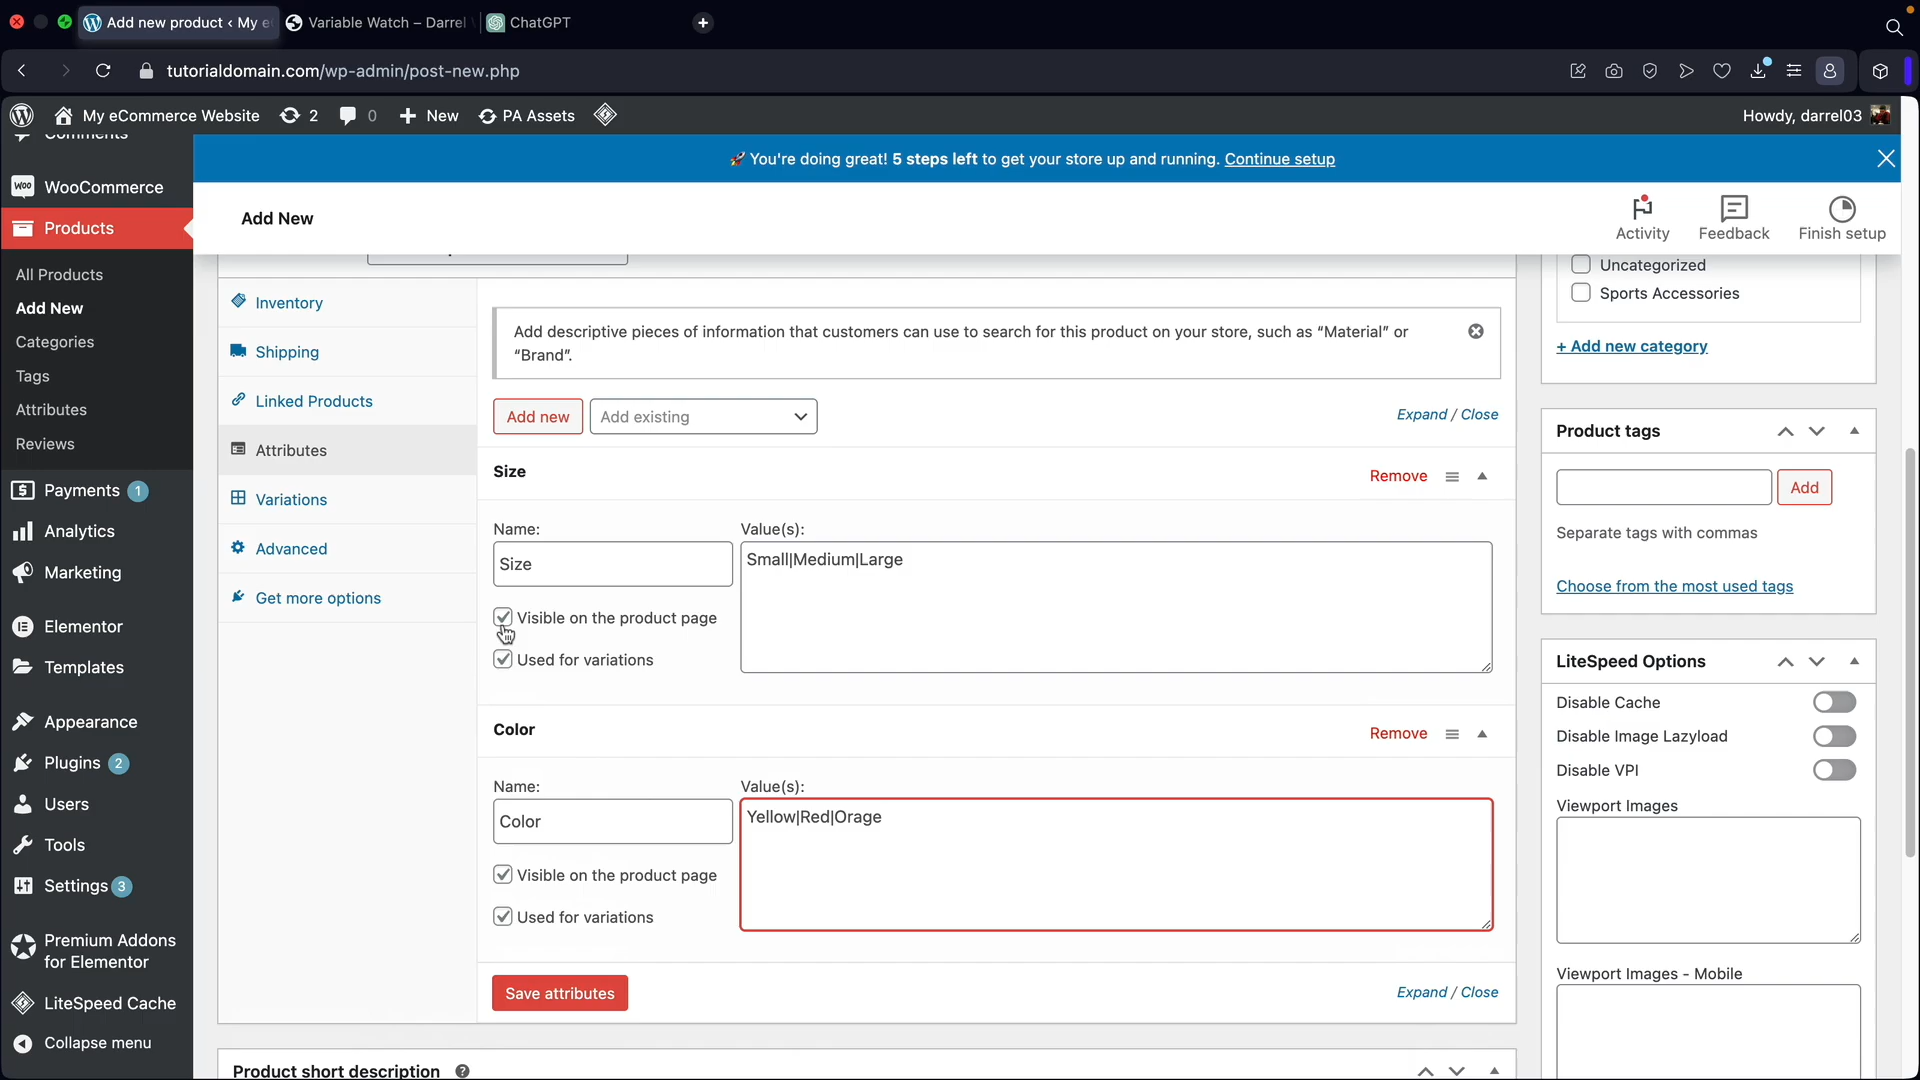 Add new product ‹ My e
Variable Watch – Darrel
ChatGPT
tutorialdomain.com/wp-admin/post-new.php
My eCommerce Website
2
0
New
PA Assets
Howdy, darrel03
Comments
WooCommerce
Products
All Products
Add New
Categories
Tags
Attributes
Reviews
Payments 1
Analytics
Marketing
Elementor
Templates
Appearance
Plugins 2
Users
Tools
Settings 3
Premium Addons
for Elementor
LiteSpeed Cache
Collapse menu
🚀 You're doing great! 5 steps left to get your store up and running. Continue setup
Add New
Activity
Feedback
Finish setup
Inventory
Shipping
Linked Products
Attributes
Variations
Advanced
Get more options
Add descriptive pieces of information that customers can use to search for this product on your store, such as “Material” or
“Brand”.
Add new
Add existing
Expand / Close
Size
Remove
Name:
Value(s):
Size
Small|Medium|Large
Visible on the product page
Used for variations
Color
Remove
Name:
Value(s):
Color
Yellow|Red|Orage
Visible on the product page
Used for variations
Save attributes
Expand / Close
Product short description
Uncategorized
Sports Accessories
+ Add new category
Product tags
Add
Separate tags with commas
Choose from the most used tags
LiteSpeed Options
Disable Cache
Disable Image Lazyload
Disable VPI
Viewport Images
Viewport Images - Mobile